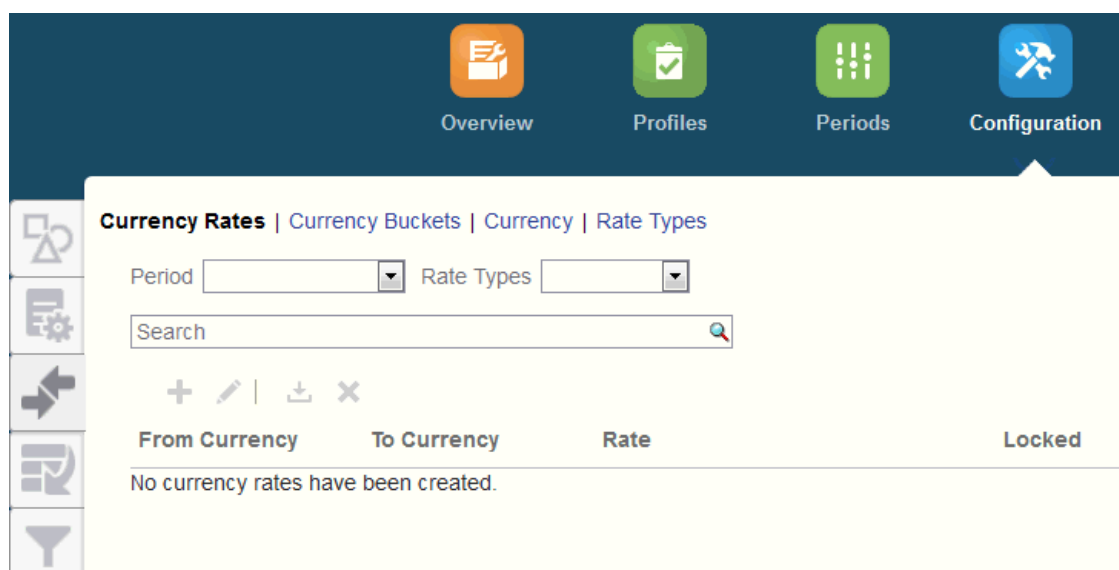 Overview Profiles Periods Configuration
Currency Rates | Currency Buckets | Currency | Rate Types
Period Rate Types
Search
From Currency To Currency Rate Locked
No currency rates have been created.